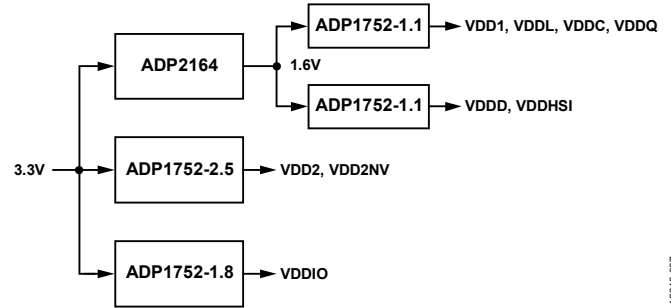 ADP1752-1.1
VDD1, VDDL, VDDC, VDDQ
ADP2164
1.6V
ADP1752-1.1
VDDD, VDDHSI
3.3V
ADP1752-2.5
VDD2, VDD2NV
ADP1752-1.8
VDDIO